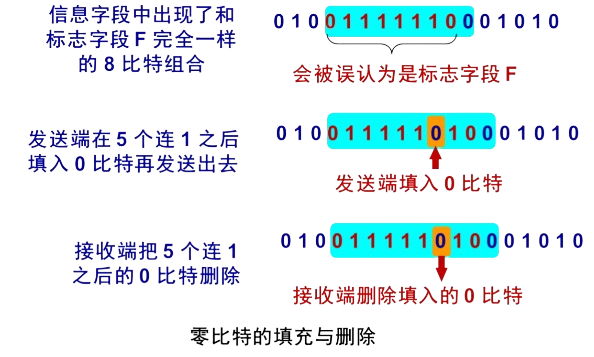 信息字段中出现了和
标志字段 F 完全一样
的 8 比特组合
0 1 0 0 1 1 1 1 1 1 0 0 0 1 0 1 0
会被误认为是标志字段 F
发送端在 5 个连 1 之后
填入 0 比特再发送出去
0 1 0 0 1 1 1 1 1 0 1 0 0 0 1 0 1 0
发送端填入 0 比特
接收端把 5 个连 1
之后的 0 比特删除
0 1 0 0 1 1 1 1 1 0 1 0 0 0 1 0 1 0
接收端删除填入的 0 比特
零比特的填充与删除